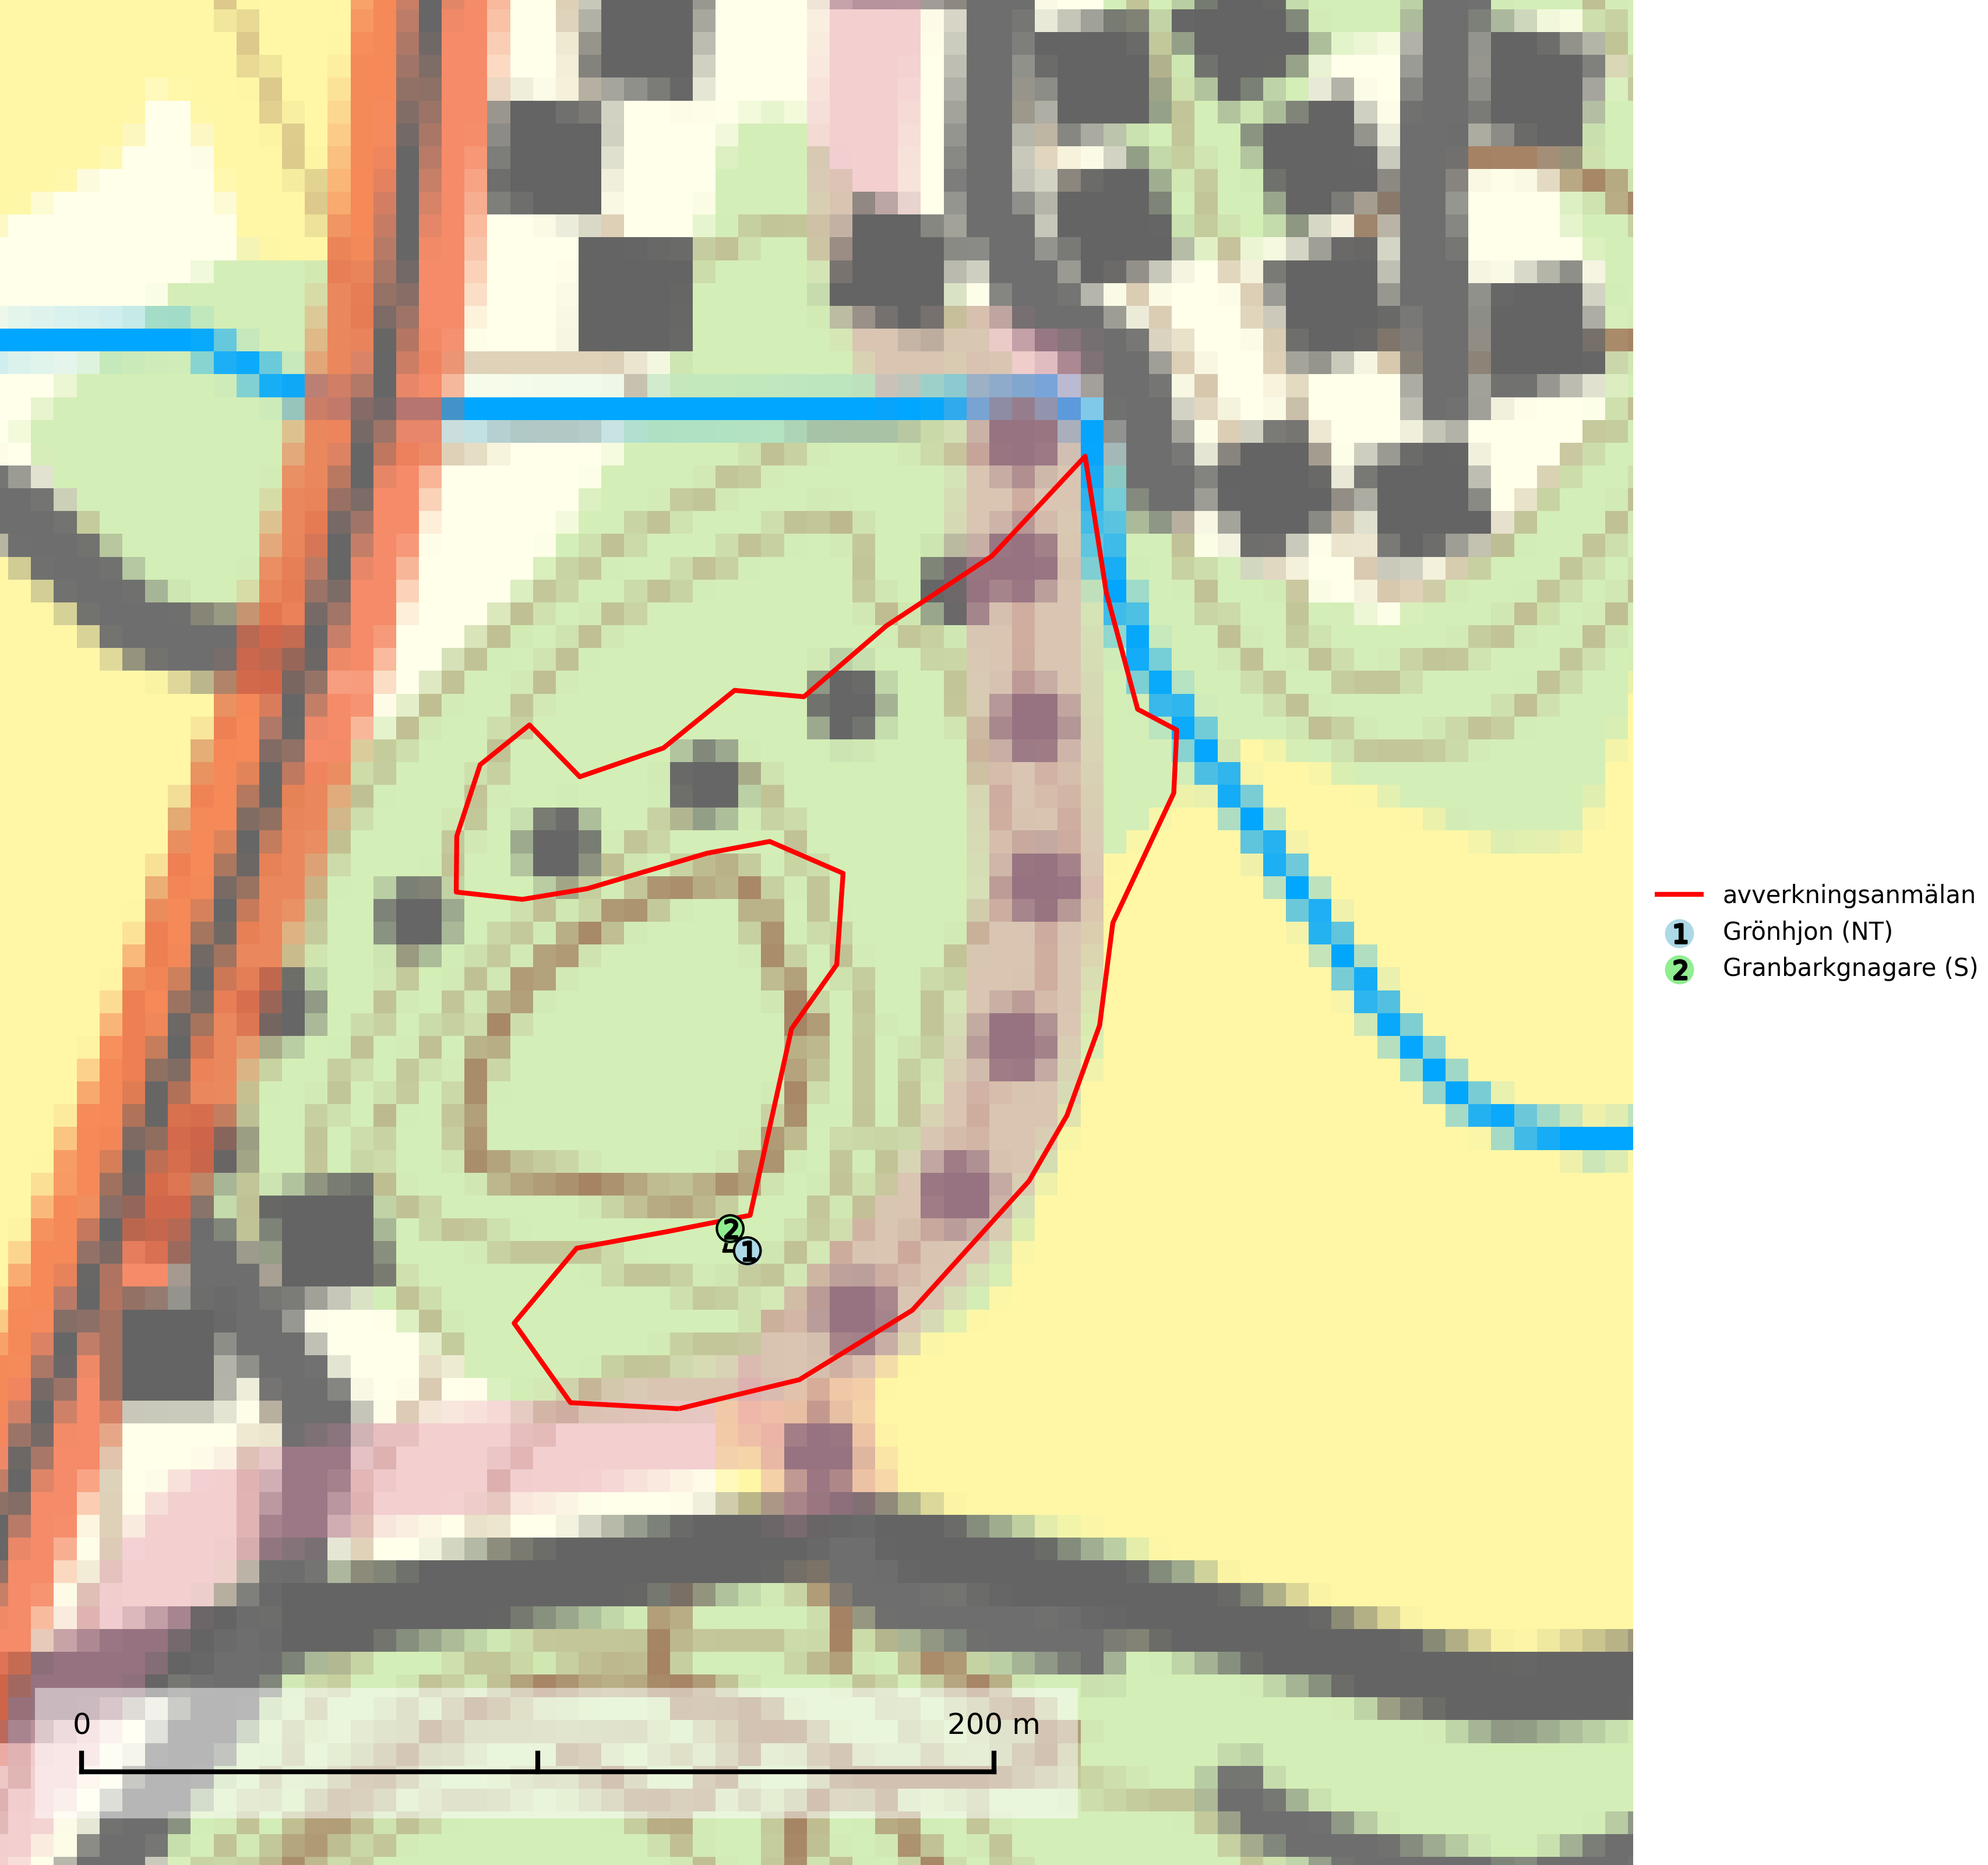 avverkningsanmälan
1 Grönhjon (NT)
2 Granbarkgnagare (S)
2
1
0 200 m